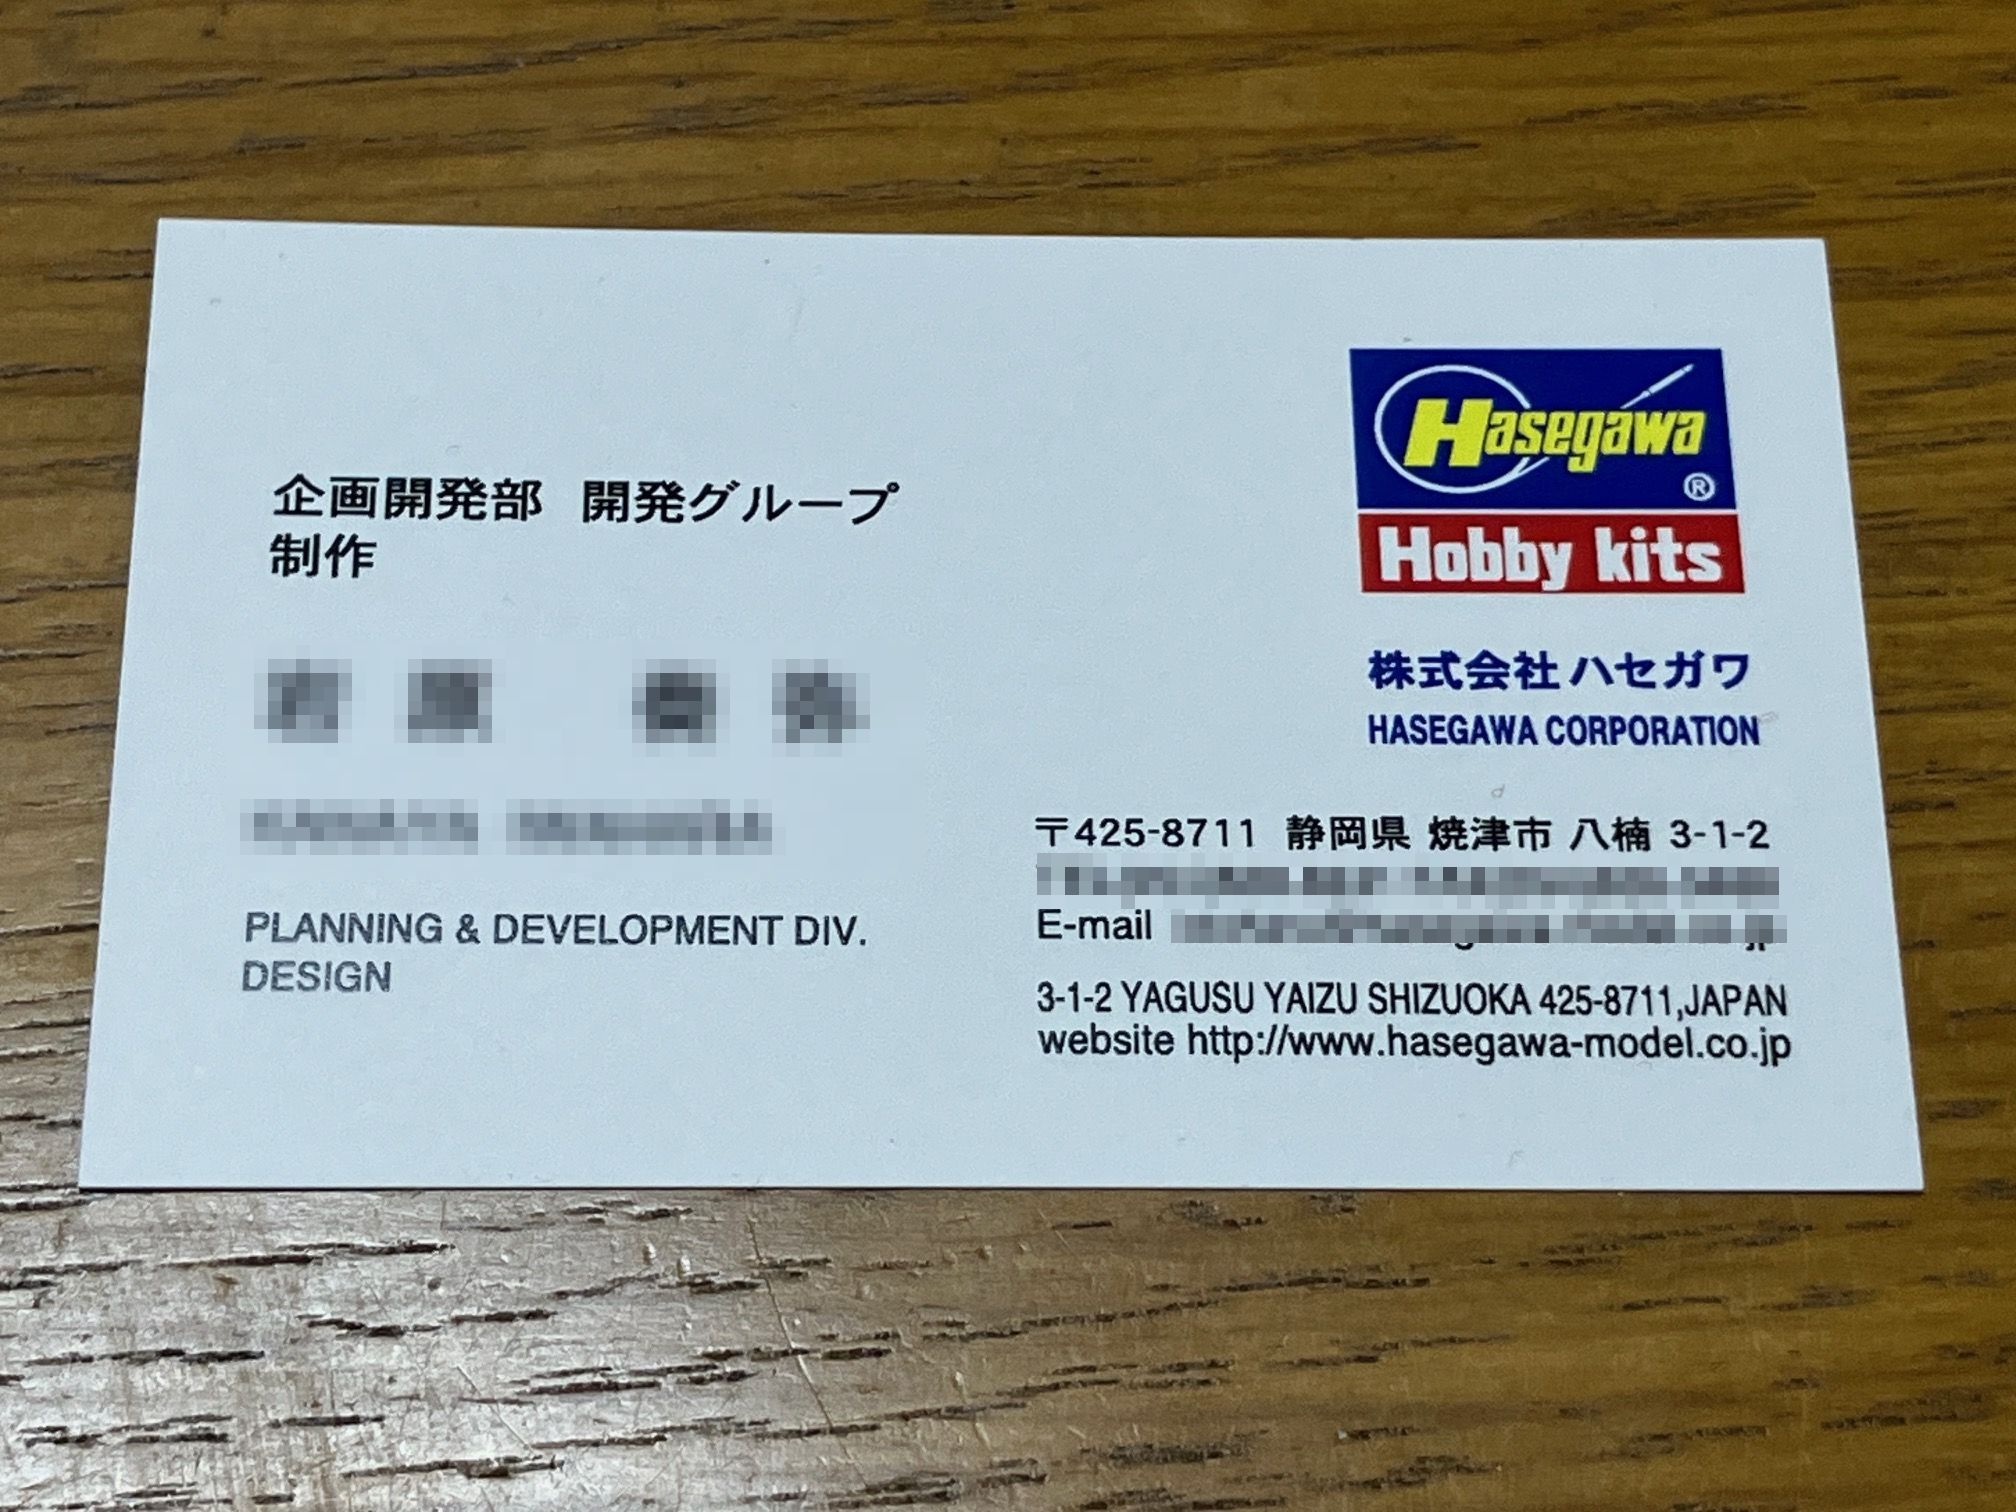 企画開発部 開発グループ
制作
PLANNING & DEVELOPMENT DIV.
DESIGN
Hasegawa
®
Hobby kits
株式会社 ハセガワ
HASEGAWA CORPORATION
〒425-8711 静岡県 焼津市 八楠 3-1-2
E-mail
3-1-2 YAGUSU YAIZU SHIZUOKA 425-8711,JAPAN
website http://www.hasegawa-model.co.jp